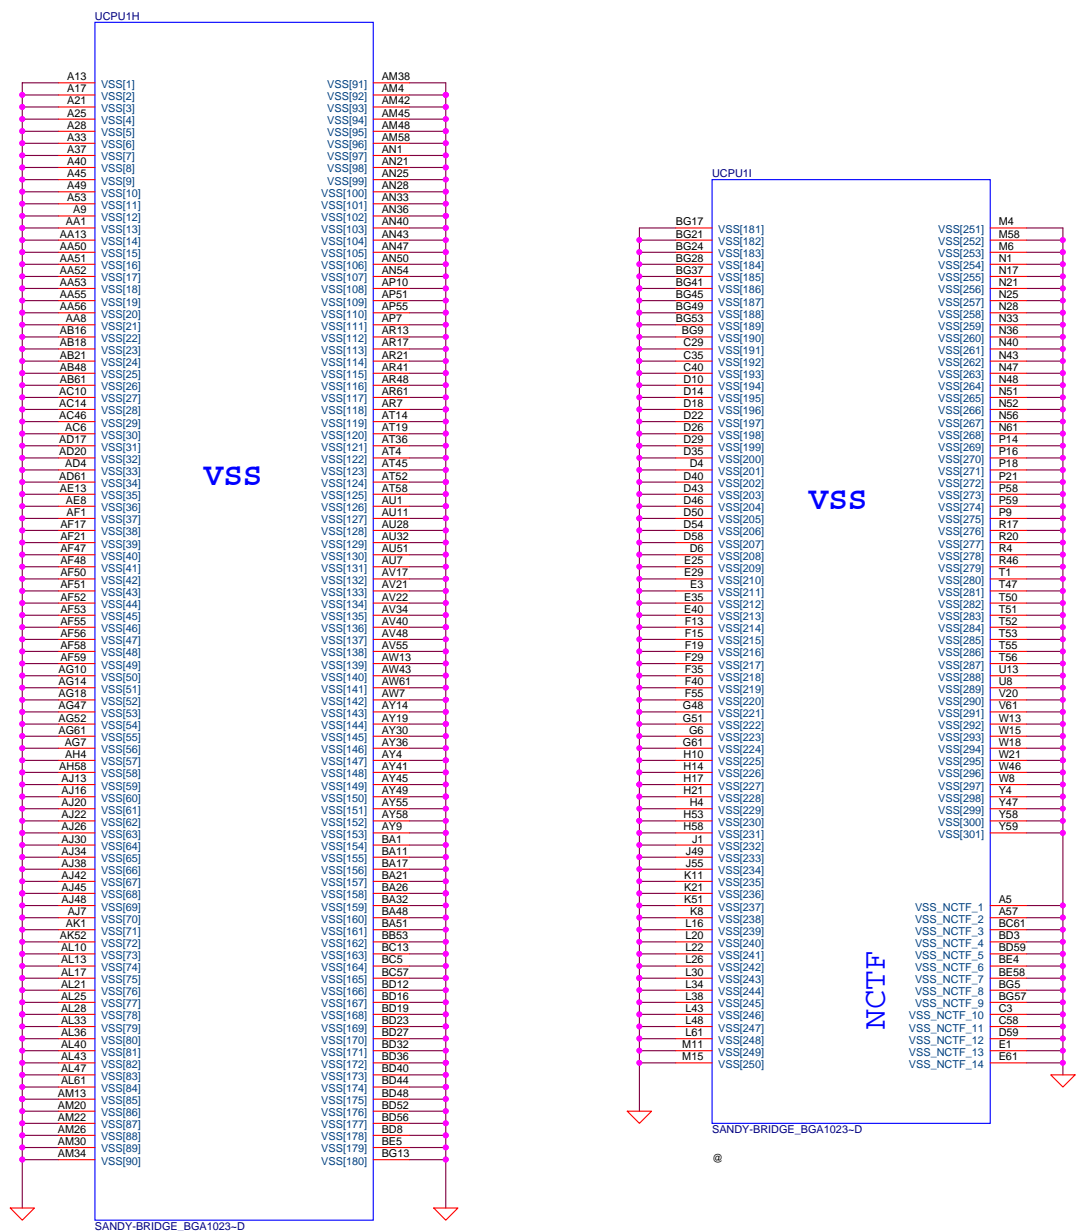 UCPU1H
A13 VSS[1] VSS[91] AM38
A17 VSS[2] VSS[92] AM4
A21 VSS[3] VSS[93] AM42
A25 VSS[4] VSS[94] AM45
A28 VSS[5] VSS[95] AM48
A33 VSS[6] VSS[96] AM58
A37 VSS[7] VSS[97] AN1
A40 VSS[8] VSS[98] AN21
A45 VSS[9] VSS[99] AN25
A49 VSS[10] VSS[100] AN28
A53 VSS[11] VSS[101] AN33
A9 VSS[12] VSS[102] AN36
AA1 VSS[13] VSS[103] AN40
AA13 VSS[14] VSS[104] AN43
AA50 VSS[15] VSS[105] AN47
AA51 VSS[16] VSS[106] AN50
AA52 VSS[17] VSS[107] AN54
AA53 VSS[18] VSS[108] AP10
AA55 VSS[19] VSS[109] AP51
AA56 VSS[20] VSS[110] AP55
AA8 VSS[21] VSS[111] AP7
AB16 VSS[22] VSS[112] AR13
AB18 VSS[23] VSS[113] AR17
AB21 VSS[24] VSS[114] AR21
AB48 VSS[25] VSS[115] AR41
AB61 VSS[26] VSS[116] AR48
AC10 VSS[27] VSS[117] AR61
AC14 VSS[28] VSS[118] AR7
AC46 VSS[29] VSS[119] AT14
AC6 VSS[30] VSS[120] AT19
AD17 VSS[31] VSS[121] AT36
AD20 VSS[32] VSS[122] AT4
AD4 VSS[33] VSS[123] AT45
AD61 VSS[34] VSS[124] AT52
AE13 VSS[35] VSS[125] AT58
AE8 VSS[36] VSS[126] AU1
AF1 VSS[37] VSS[127] AU11
AF17 VSS[38] VSS[128] AU28
AF21 VSS[39] VSS[129] AU32
AF47 VSS[40] VSS[130] AU51
AF48 VSS[41] VSS[131] AU7
AF50 VSS[42] VSS[132] AV17
AF51 VSS[43] VSS[133] AV21
AF52 VSS[44] VSS[134] AV22
AF53 VSS[45] VSS[135] AV34
AF55 VSS[46] VSS[136] AV40
AF56 VSS[47] VSS[137] AV48
AF58 VSS[48] VSS[138] AV55
AF59 VSS[49] VSS[139] AW13
AG10 VSS[50] VSS[140] AW43
AG14 VSS[51] VSS[141] AW61
AG18 VSS[52] VSS[142] AW7
AG47 VSS[53] VSS[143] AY14
AG52 VSS[54] VSS[144] AY19
AG61 VSS[55] VSS[145] AY30
AG7 VSS[56] VSS[146] AY36
AH4 VSS[57] VSS[147] AY4
AH58 VSS[58] VSS[148] AY41
AJ13 VSS[59] VSS[149] AY45
AJ16 VSS[60] VSS[150] AY49
AJ20 VSS[61] VSS[151] AY55
AJ22 VSS[62] VSS[152] AY58
AJ26 VSS[63] VSS[153] AY9
AJ30 VSS[64] VSS[154] BA1
AJ34 VSS[65] VSS[155] BA11
AJ38 VSS[66] VSS[156] BA17
AJ42 VSS[67] VSS[157] BA21
AJ45 VSS[68] VSS[158] BA26
AJ48 VSS[69] VSS[159] BA32
AJ7 VSS[70] VSS[160] BA48
AK1 VSS[71] VSS[161] BA51
AK52 VSS[72] VSS[162] BB53
AL10 VSS[73] VSS[163] BC13
AL13 VSS[74] VSS[164] BC5
AL17 VSS[75] VSS[165] BC57
AL21 VSS[76] VSS[166] BD12
AL25 VSS[77] VSS[167] BD16
AL28 VSS[78] VSS[168] BD19
AL33 VSS[79] VSS[169] BD23
AL36 VSS[80] VSS[170] BD27
AL40 VSS[81] VSS[171] BD32
AL43 VSS[82] VSS[172] BD36
AL47 VSS[83] VSS[173] BD40
AL61 VSS[84] VSS[174] BD44
AM13 VSS[85] VSS[175] BD48
AM20 VSS[86] VSS[176] BD52
AM22 VSS[87] VSS[177] BD56
AM26 VSS[88] VSS[178] BD8
AM30 VSS[89] VSS[179] BE5
AM34 VSS[90] VSS[180] BG13
VSS
SANDY-BRIDGE_BGA1023~D
UCPU1I
BG17 VSS[181] VSS[251] M4
BG21 VSS[182] VSS[252] M58
BG24 VSS[183] VSS[253] M6
BG28 VSS[184] VSS[254] N1
BG37 VSS[185] VSS[255] N17
BG41 VSS[186] VSS[256] N21
BG45 VSS[187] VSS[257] N25
BG49 VSS[188] VSS[258] N28
BG53 VSS[189] VSS[259] N33
BG9 VSS[190] VSS[260] N36
C29 VSS[191] VSS[261] N40
C35 VSS[192] VSS[262] N43
C40 VSS[193] VSS[263] N47
D10 VSS[194] VSS[264] N48
D14 VSS[195] VSS[265] N51
D18 VSS[196] VSS[266] N52
D22 VSS[197] VSS[267] N56
D26 VSS[198] VSS[268] N61
D29 VSS[199] VSS[269] P14
D35 VSS[200] VSS[270] P16
D4 VSS[201] VSS[271] P18
D40 VSS[202] VSS[272] P21
D43 VSS[203] VSS[273] P58
D46 VSS[204] VSS[274] P59
D50 VSS[205] VSS[275] P9
D54 VSS[206] VSS[276] R17
D58 VSS[207] VSS[277] R20
D6 VSS[208] VSS[278] R4
E25 VSS[209] VSS[279] R46
E29 VSS[210] VSS[280] T1
E3 VSS[211] VSS[281] T47
E35 VSS[212] VSS[282] T50
E40 VSS[213] VSS[283] T51
F13 VSS[214] VSS[284] T52
F15 VSS[215] VSS[285] T53
F19 VSS[216] VSS[286] T55
F29 VSS[217] VSS[287] T56
F35 VSS[218] VSS[288] U13
F40 VSS[219] VSS[289] U8
F55 VSS[220] VSS[290] V20
G48 VSS[221] VSS[291] V61
G51 VSS[222] VSS[292] W13
G6 VSS[223] VSS[293] W15
G61 VSS[224] VSS[294] W18
H10 VSS[225] VSS[295] W21
H14 VSS[226] VSS[296] W46
H17 VSS[227] VSS[297] W8
H21 VSS[228] VSS[298] Y4
H4 VSS[229] VSS[299] Y47
H53 VSS[230] VSS[300] Y58
H58 VSS[231] VSS[301] Y59
J1 VSS[232]
J49 VSS[233]
J55 VSS[234]
K11 VSS[235]
K21 VSS[236]
K51 VSS[237] VSS_NCTF_1 A5
K8 VSS[238] VSS_NCTF_2 A57
L16 VSS[239] VSS_NCTF_3 BC61
L20 VSS[240] VSS_NCTF_4 BD3
L22 VSS[241] VSS_NCTF_5 BD59
L26 VSS[242] VSS_NCTF_6 BE4
L30 VSS[243] VSS_NCTF_7 BE58
L34 VSS[244] VSS_NCTF_8 BG5
L38 VSS[245] VSS_NCTF_9 BG57
L43 VSS[246] VSS_NCTF_10 C3
L48 VSS[247] VSS_NCTF_11 C58
L61 VSS[248] VSS_NCTF_12 D59
M11 VSS[249] VSS_NCTF_13 E1
M15 VSS[250] VSS_NCTF_14 E61
VSS
NCTF
SANDY-BRIDGE_BGA1023~D
@